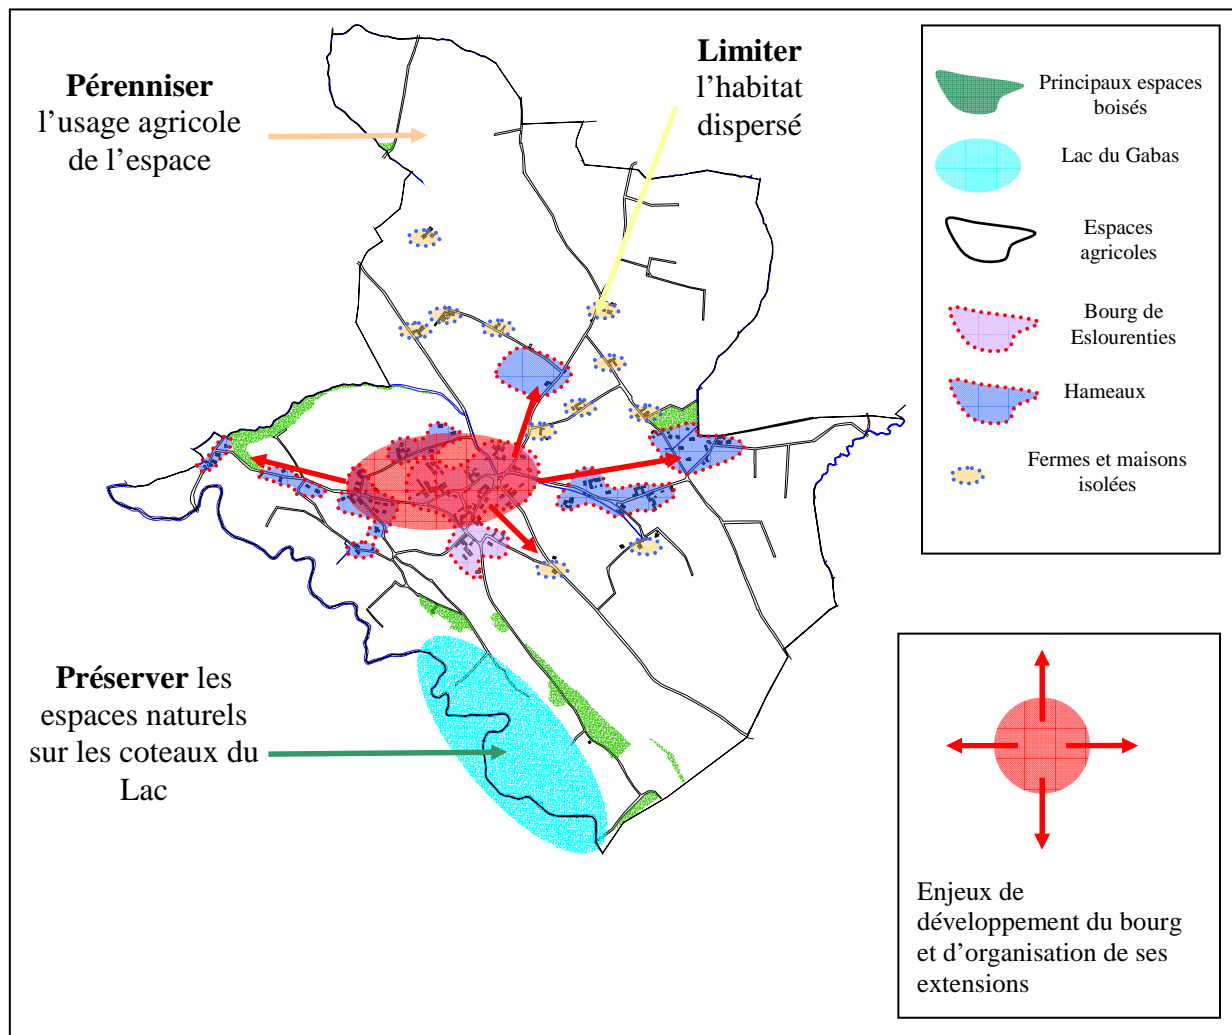 Pérenniser
l’usage agricole
de l’espace
Limiter
l’habitat
dispersé
Préserver les
espaces naturels
sur les coteaux du
Lac
Principaux espaces
boisés
Lac du Gabas
Espaces
agricoles
Bourg de
Eslourenties
Hameaux
Fermes et maisons
isolées
Enjeux de
développement du bourg
et d’organisation de ses
extensions